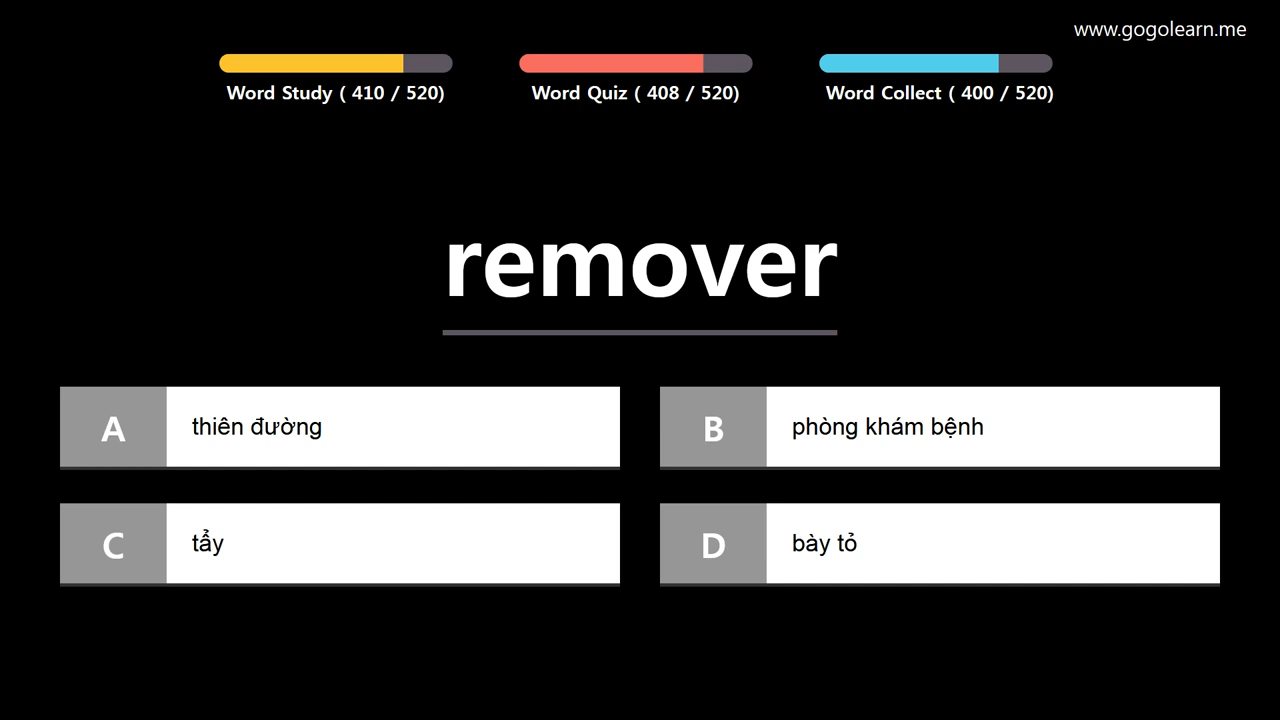 www.gogolearn.me
Word Study ( 410 / 520)
Word Quiz ( 408 / 520)
Word Collect ( 400 / 520)
remover
A
thiên đường
B
phòng khám bệnh
C
tẩy
D
bày tỏ